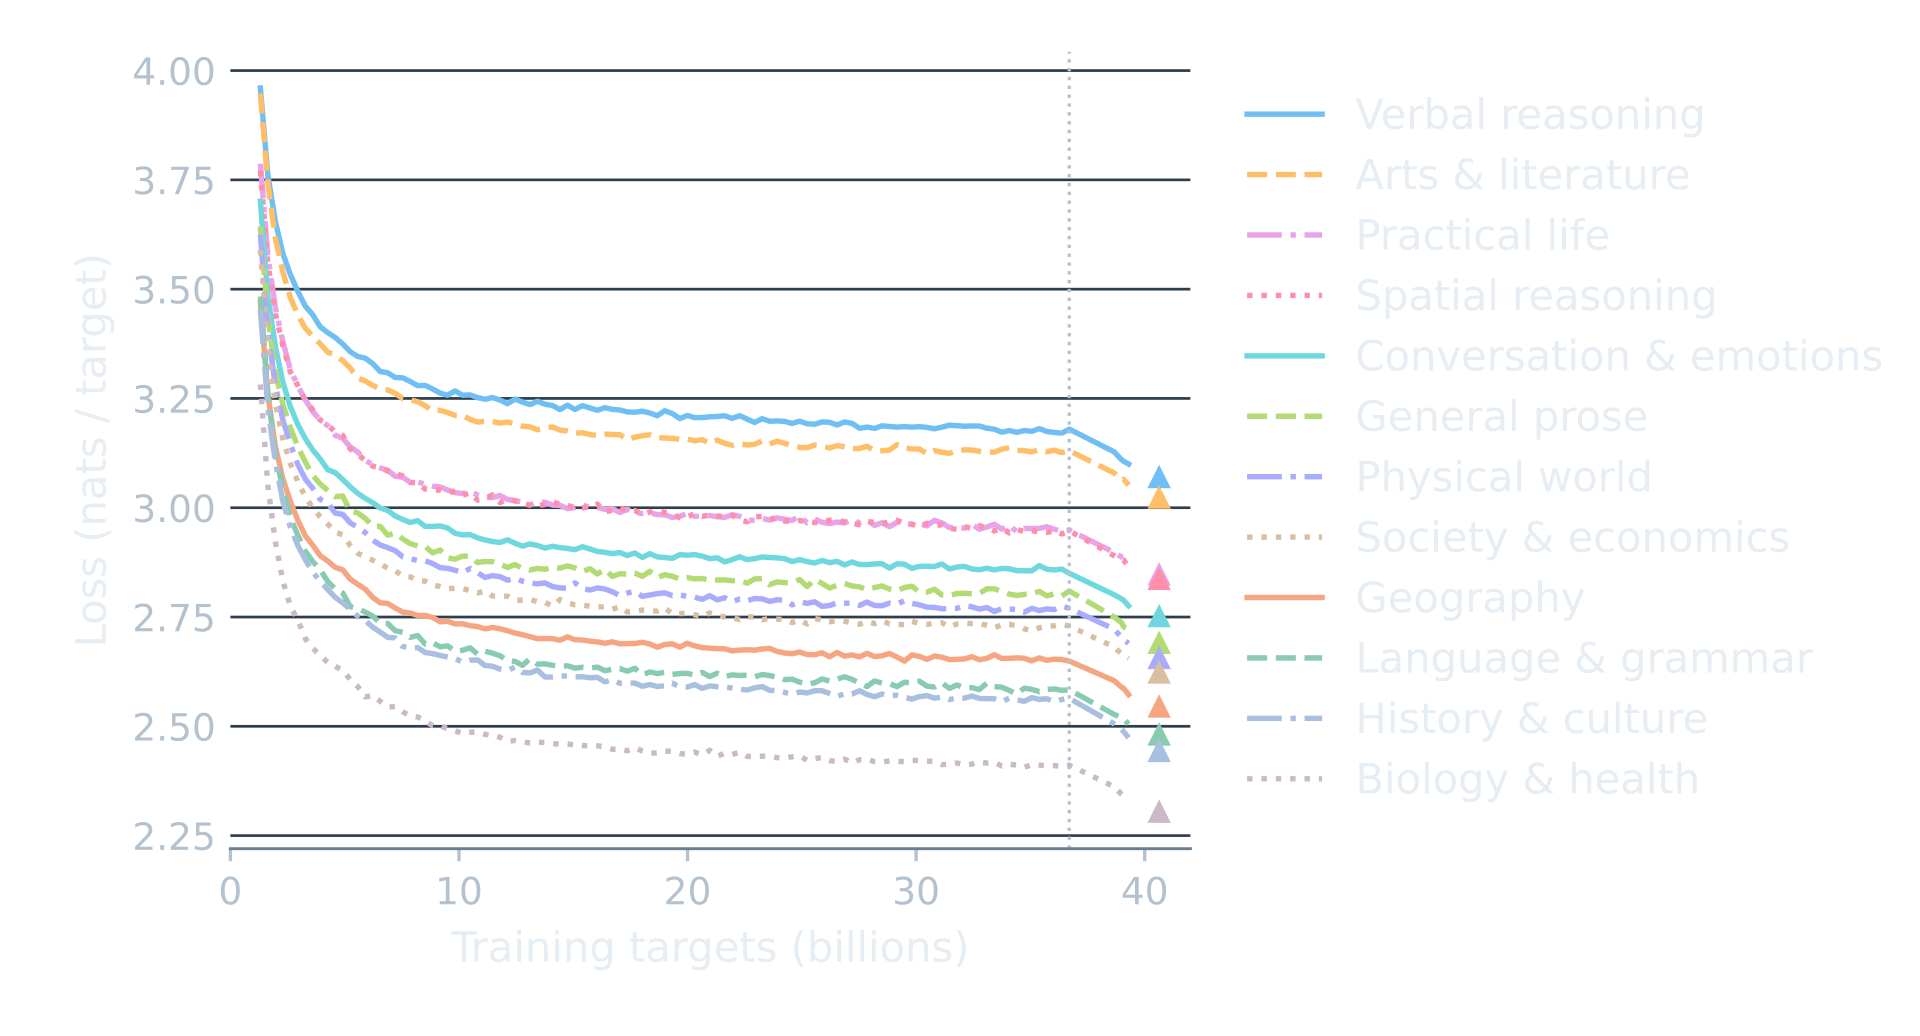 4.00
3.75
3.50
3.25
3.00
2.75
2.50
2.25
Loss (nats / target)
0 10 20 30 40
Training targets (billions)
Verbal reasoning
Arts & literature
Practical life
Spatial reasoning
Conversation & emotions
General prose
Physical world
Society & economics
Geography
Language & grammar
History & culture
Biology & health